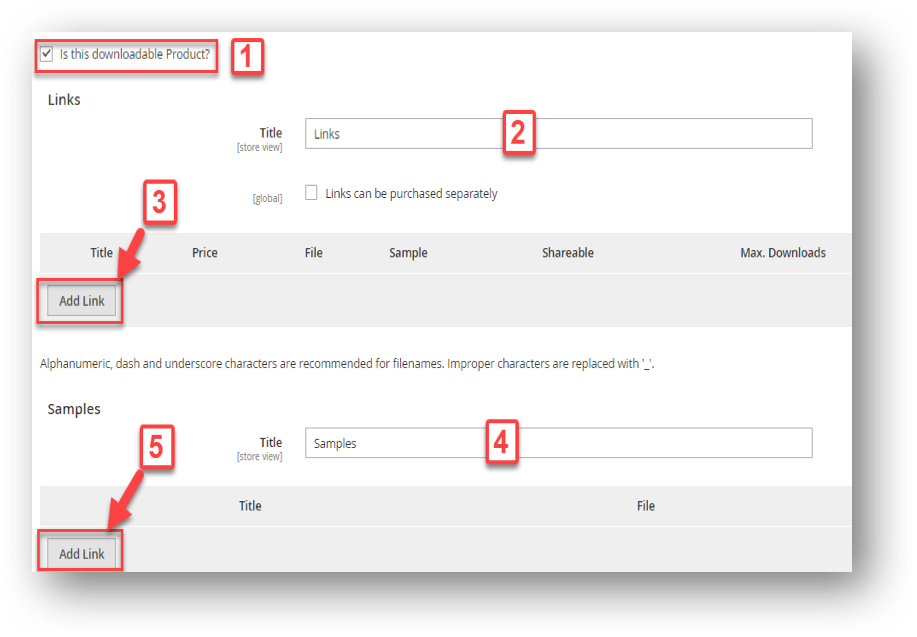 Is this downloadable Product?
1
Links
Title
[store view]
Links
2
[global]
Links can be purchased separately
3
Title Price File Sample Shareable Max. Downloads
Add Link
Alphanumeric, dash and underscore characters are recommended for filenames. Improper characters are replaced with '_'.
Samples
Title
[store view]
Samples
4
5
Title File
Add Link